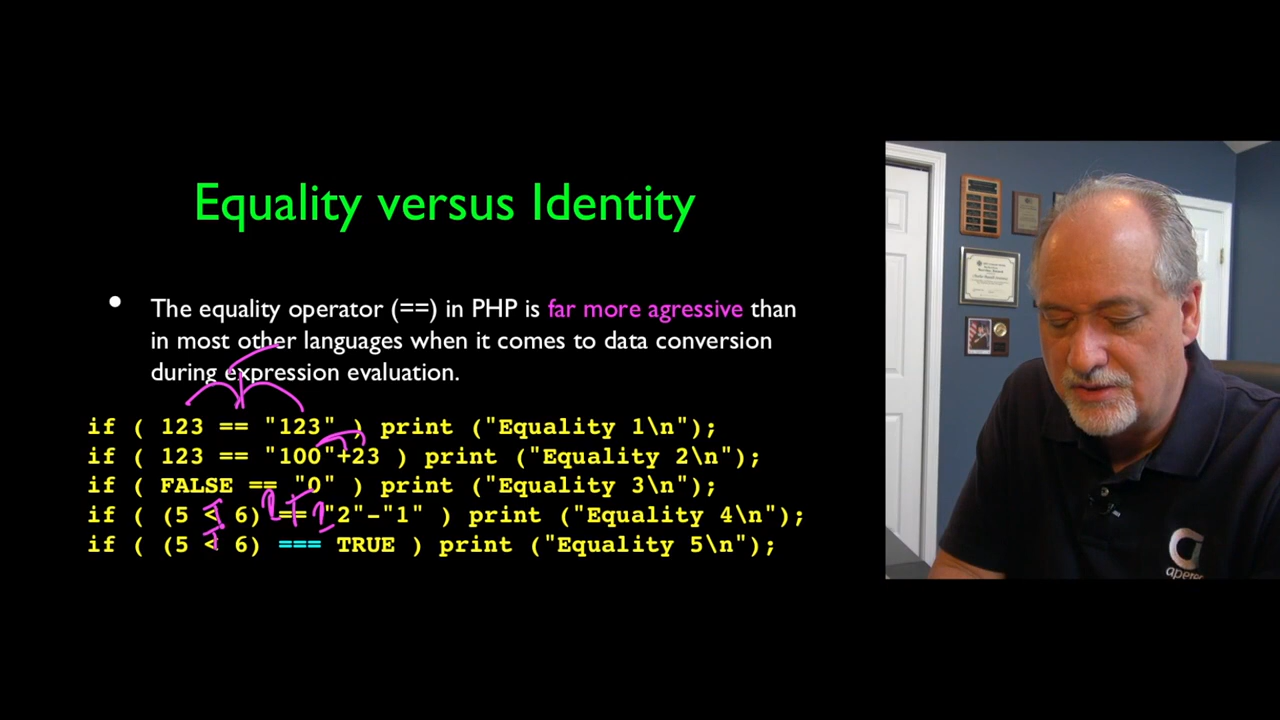 Equality versus Identity
• The equality operator (==) in PHP is far more agressive than
in most other languages when it comes to data conversion
during expression evaluation.
if ( 123 == "123" ) print ("Equality 1\n");
if ( 123 == "100"+23 ) print ("Equality 2\n");
if ( FALSE == "0" ) print ("Equality 3\n");
if ( (5 < 6) == "2"-"1" ) print ("Equality 4\n");
if ( (5 < 6) === TRUE ) print ("Equality 5\n");